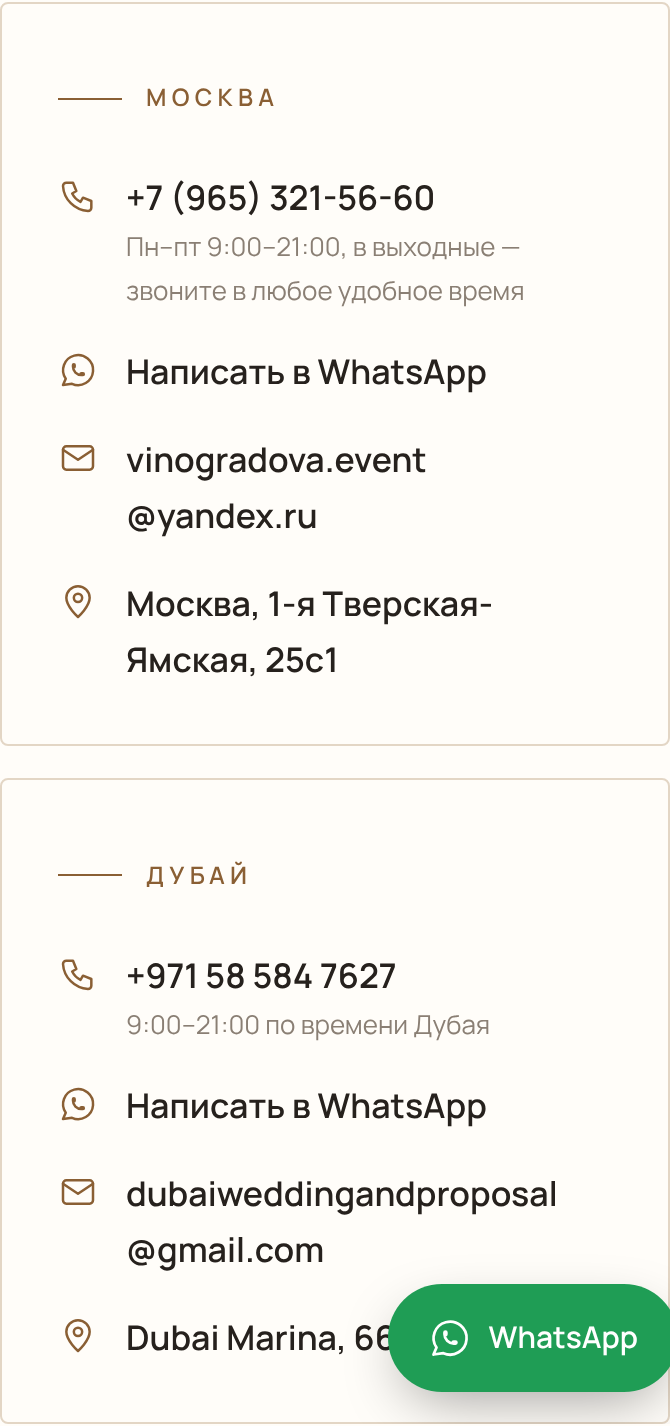 МОСКВА
+7 (965) 321-56-60
Пн–пт 9:00–21:00, в выходные —
звоните в любое удобное время
Написать в WhatsApp
vinogradova.event
@yandex.ru
Москва, 1-я Тверская-
Ямская, 25с1
ДУБАЙ
+971 58 584 7627
9:00–21:00 по времени Дубая
Написать в WhatsApp
dubaiweddingandproposal
@gmail.com
Dubai Marina,
WhatsApp